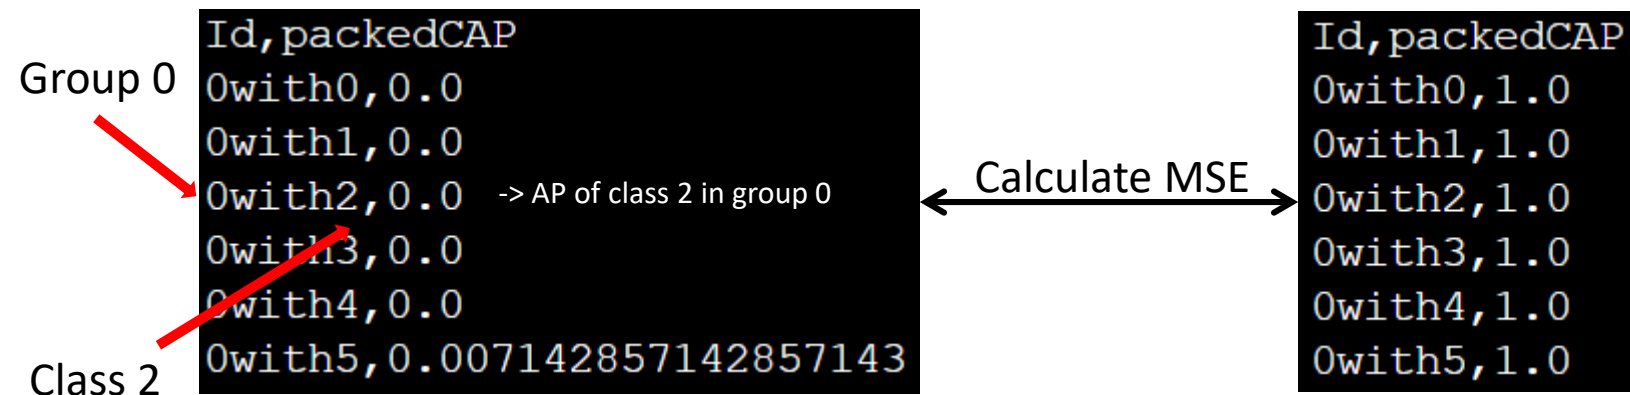 Group 0
Class 2
Id,packedCAP
0with0,0.0
0with1,0.0
0with2,0.0 -> AP of class 2 in group 0
0with3,0.0
0with4,0.0
0with5,0.007142857142857143
Calculate MSE
Id,packedCAP
0with0,1.0
0with1,1.0
0with2,1.0
0with3,1.0
0with4,1.0
0with5,1.0